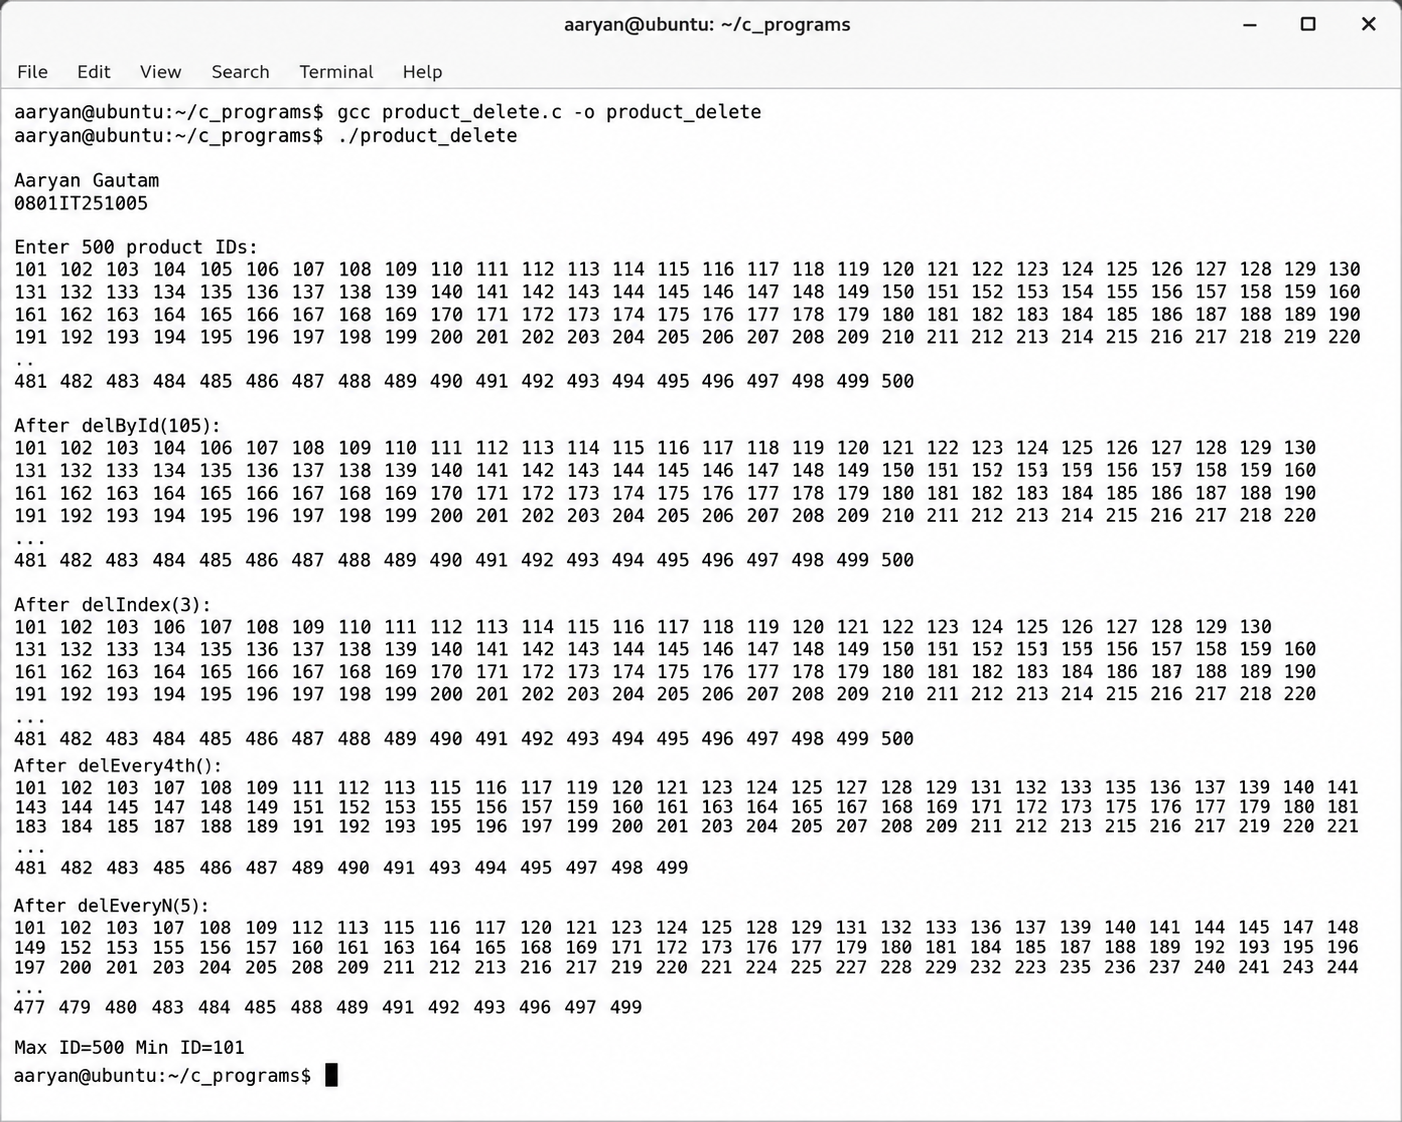 aaryan@ubuntu: ~/c_programs
File Edit View Search Terminal Help
aaryan@ubuntu:~/c_programs$ gcc product_delete.c -o product_delete
aaryan@ubuntu:~/c_programs$ ./product_delete
Aaryan Gautam
0801IT251005
Enter 500 product IDs:
101 102 103 104 105 106 107 108 109 110 111 112 113 114 115 116 117 118 119 120 121 122 123 124 125 126 127 128 129 130
131 132 133 134 135 136 137 138 139 140 141 142 143 144 145 146 147 148 149 150 151 152 153 154 155 156 157 158 159 160
161 162 163 164 165 166 167 168 169 170 171 172 173 174 175 176 177 178 179 180 181 182 183 184 185 186 187 188 189 190
191 192 193 194 195 196 197 198 199 200 201 202 203 204 205 206 207 208 209 210 211 212 213 214 215 216 217 218 219 220
..
481 482 483 484 485 486 487 488 489 490 491 492 493 494 495 496 497 498 499 500
After delById(105):
101 102 103 104 106 107 108 109 110 111 112 113 114 115 116 117 118 119 120 121 122 123 124 125 126 127 128 129 130
131 132 133 134 135 136 137 138 139 140 141 142 143 144 145 146 147 148 149 150 151 152 153 155 156 157 158 159 160
161 162 163 164 165 166 167 168 169 170 171 172 173 174 175 176 177 178 179 180 181 182 183 184 185 186 187 188 190
191 192 193 194 195 196 197 198 199 200 201 202 203 204 205 206 207 208 209 210 211 212 213 214 215 216 217 218 220
...
481 482 483 484 485 486 487 488 489 490 491 492 493 494 495 496 497 498 499 500
After delIndex(3):
101 102 103 106 107 108 109 110 111 112 113 114 115 116 117 118 119 120 121 122 123 124 125 126 127 128 129 130
131 132 133 134 135 136 137 138 139 140 141 142 143 144 145 146 147 148 149 150 151 152 153 155 156 157 158 159 160
161 162 163 164 165 166 167 168 169 170 171 172 173 174 175 176 177 178 179 180 181 182 183 184 186 187 188 189 190
191 192 193 194 195 196 197 198 199 200 201 202 203 204 205 206 207 208 209 210 211 212 213 214 215 216 217 218 220
...
481 482 483 484 485 486 487 488 489 490 491 492 493 494 495 496 497 498 499 500
After delEvery4th():
101 102 103 107 108 109 111 112 113 115 116 117 119 120 121 123 124 125 127 128 129 131 132 133 135 136 137 139 140 141
143 144 145 147 148 149 151 152 153 155 156 157 159 160 161 163 164 165 167 168 169 171 172 173 175 176 177 179 180 181
183 184 185 187 188 189 191 192 193 195 196 197 199 200 201 203 204 205 207 208 209 211 212 213 215 216 217 219 220 221
...
481 482 483 485 486 487 489 490 491 493 494 495 497 498 499
After delEveryN(5):
101 102 103 107 108 109 112 113 115 116 117 120 121 123 124 125 128 129 131 132 133 136 137 139 140 141 144 145 147 148
149 152 153 155 156 157 160 161 163 164 165 168 169 171 172 173 176 177 179 180 181 184 185 187 188 189 192 193 195 196
197 200 201 203 204 205 208 209 211 212 213 216 217 219 220 221 224 225 227 228 229 232 223 235 236 237 240 241 243 244
...
477 479 480 483 484 485 488 489 491 492 493 496 497 499
Max ID=500 Min ID=101
aaryan@ubuntu:~/c_programs$